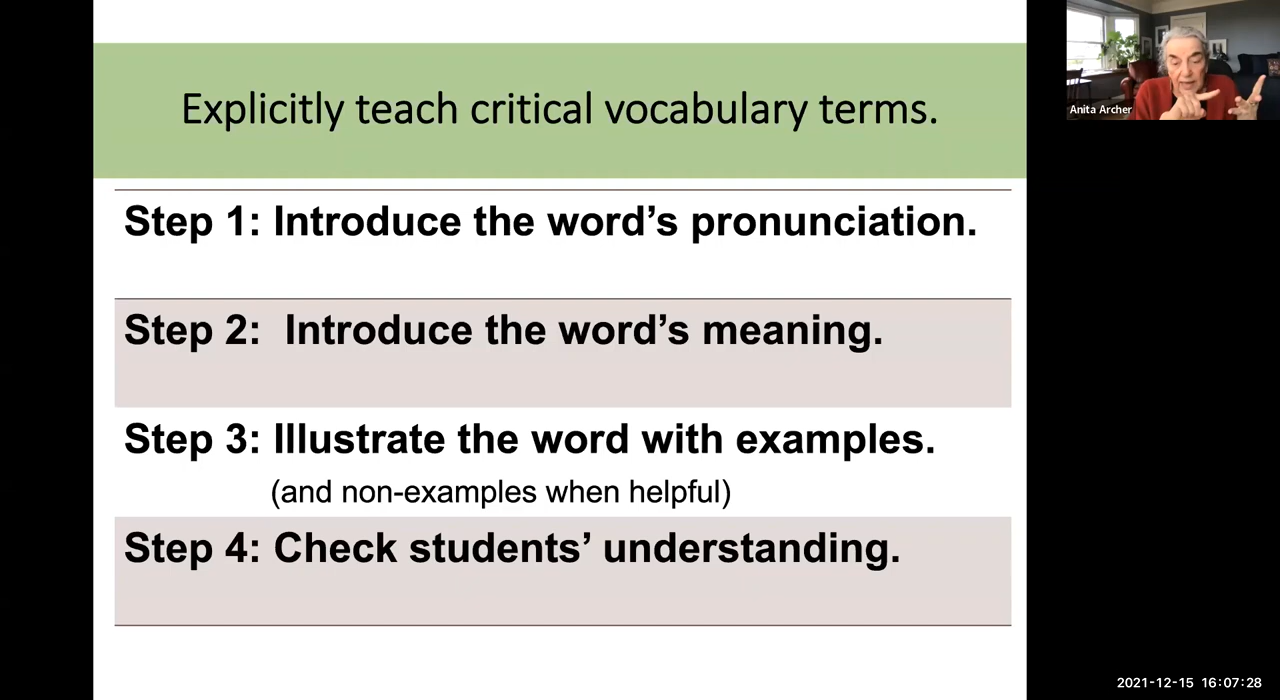 Explicitly teach critical vocabulary terms.
Anita Archer
Step 1: Introduce the word’s pronunciation.
Step 2: Introduce the word’s meaning.
Step 3: Illustrate the word with examples.
(and non-examples when helpful)
Step 4: Check students’ understanding.
2021-12-15 16:07:28